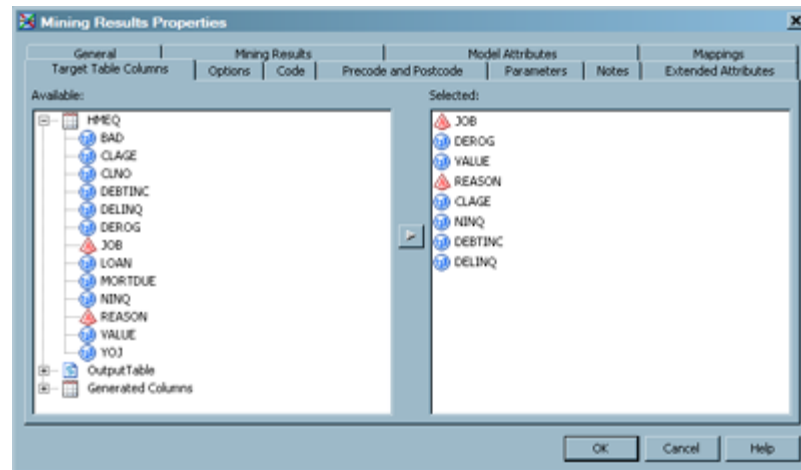 Mining Results Properties
General Mining Results Model Attributes Mappings
Target Table Columns Options Code Precode and Postcode Parameters Notes Extended Attributes
Available: Selected:
HMEQ
BAD
CLAGE
CLNO
DEBTINC
DELINQ
DEROG
JOB
LOAN
MORTDUE
NINQ
REASON
VALUE
YOJ
OutputTable
Generated Columns
JOB
DEROG
VALUE
REASON
CLAGE
NINQ
DEBTINC
DELINQ
OK Cancel Help